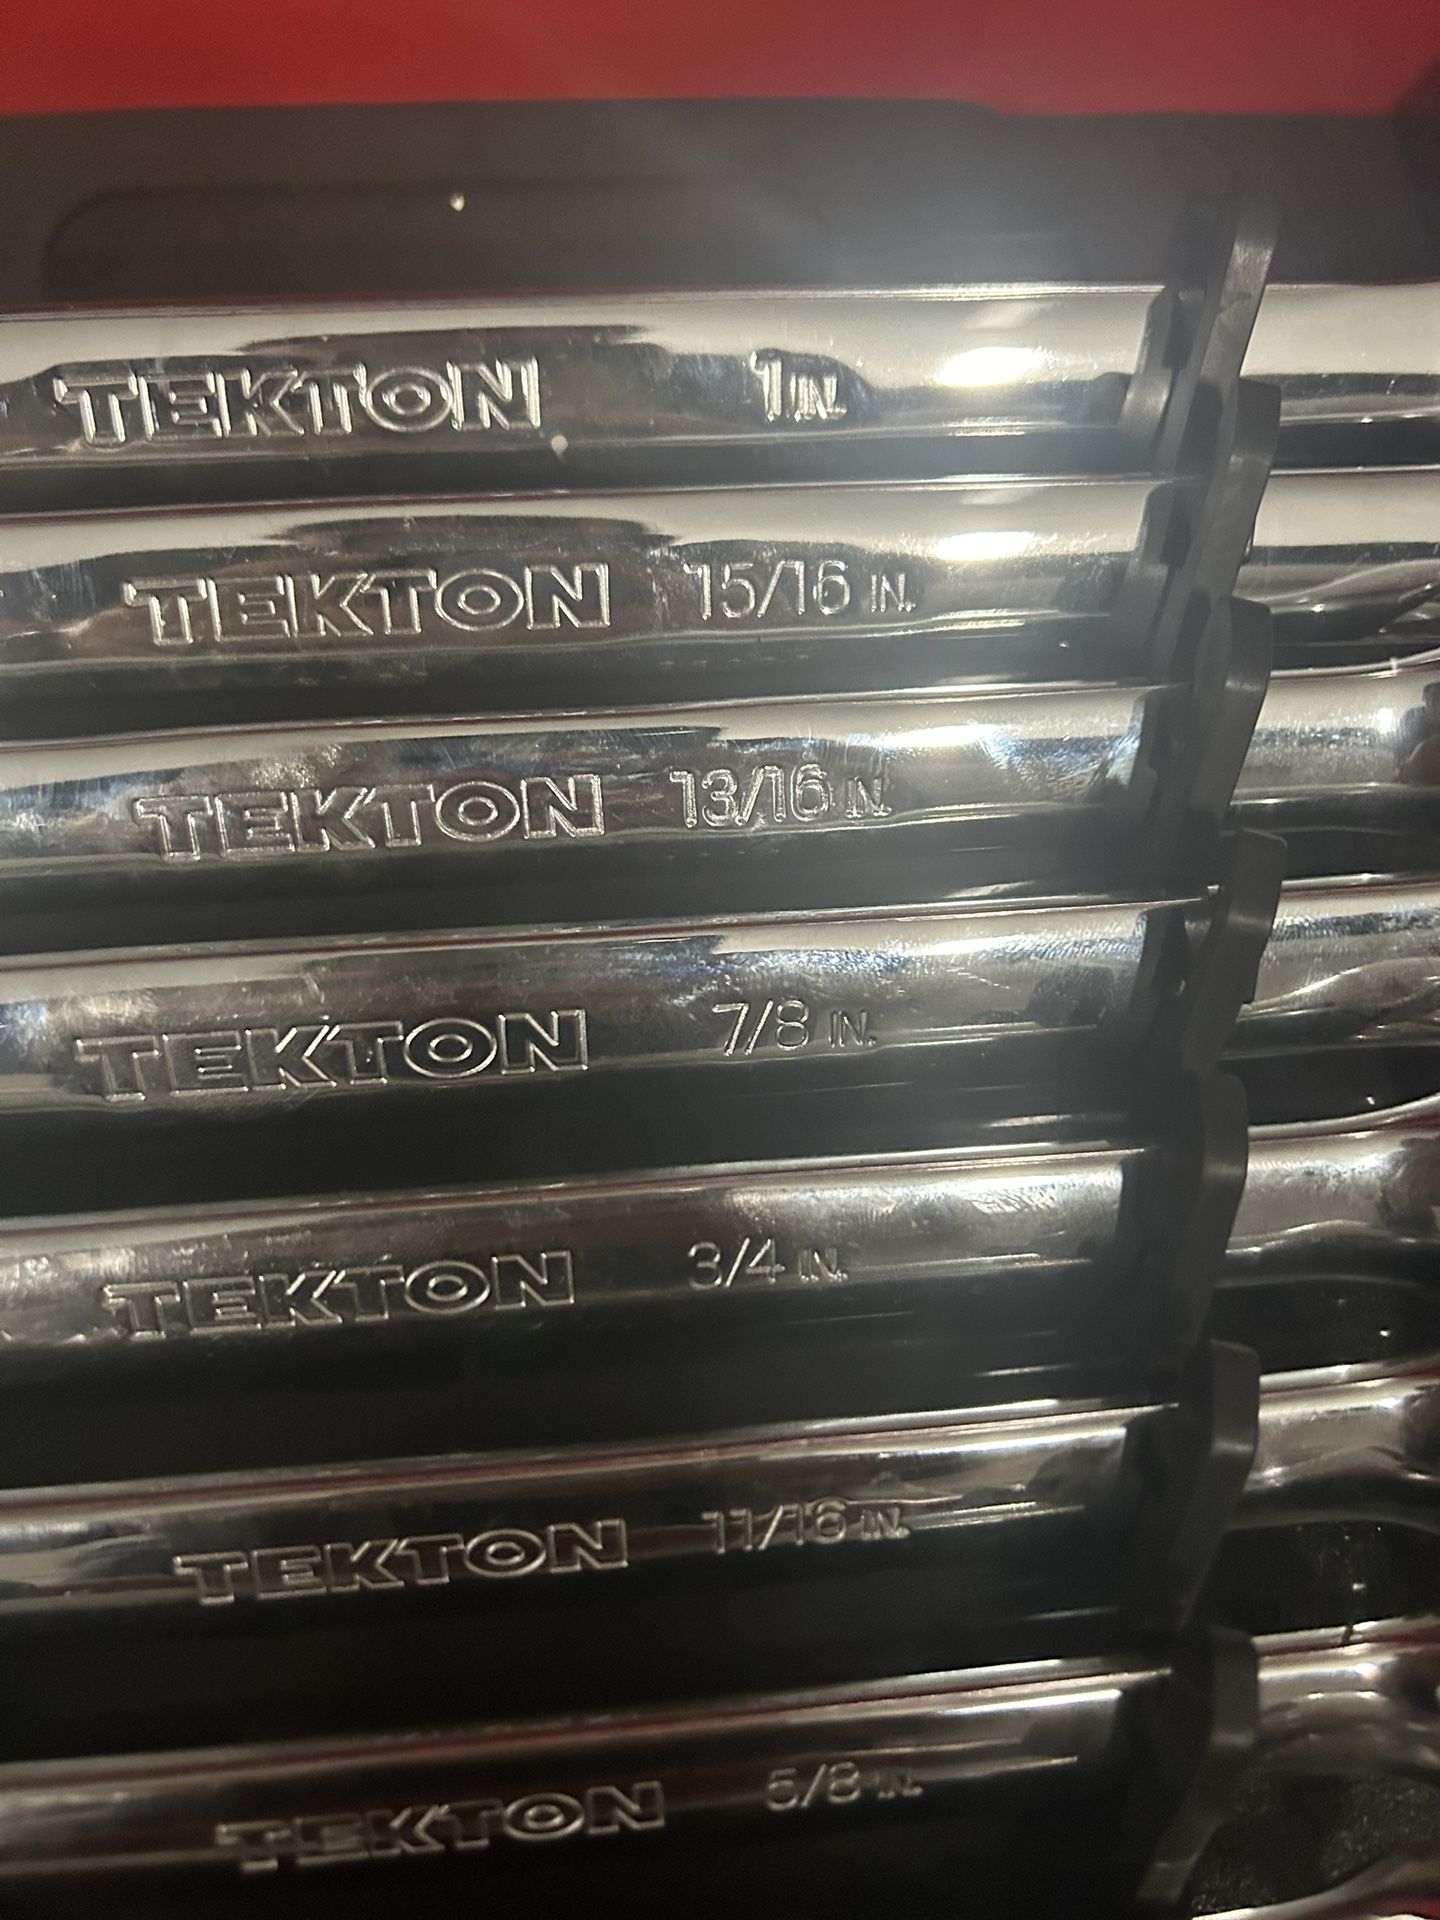 TEKTON 1 IN.
TEKTON 15/16 IN.
TEKTON 13/16 IN.
TEKTON 7/8 IN.
TEKTON 3/4 IN.
TEKTON 11/16 IN.
TEKTON 5/8 IN.